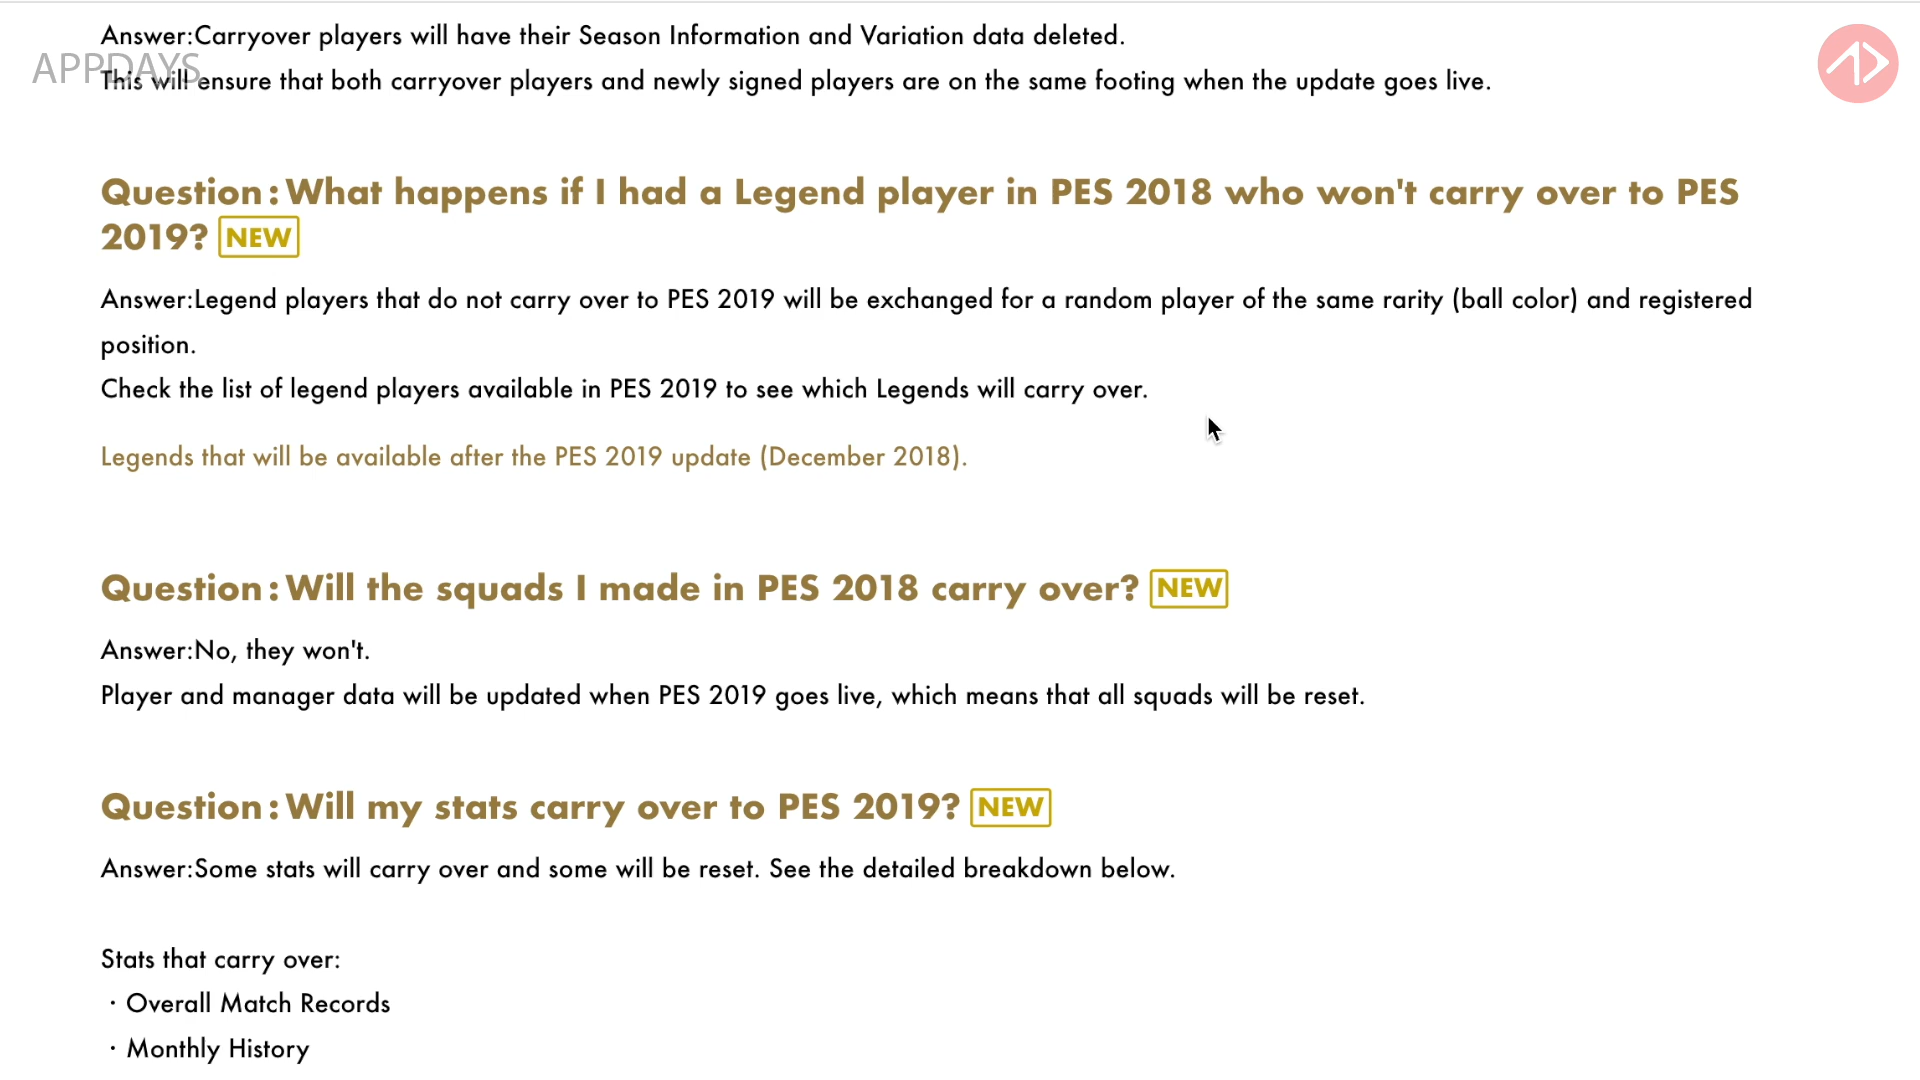 Answer:Carryover players will have their Season Information and Variation data deleted.
APPDAYS
This will ensure that both carryover players and newly signed players are on the same footing when the update goes live.
Question:What happens if I had a Legend player in PES 2018 who won't carry over to PES
2019? NEW
Answer:Legend players that do not carry over to PES 2019 will be exchanged for a random player of the same rarity (ball color) and registered
position.
Check the list of legend players available in PES 2019 to see which Legends will carry over.
Legends that will be available after the PES 2019 update (December 2018).
Question:Will the squads I made in PES 2018 carry over? NEW
Answer:No, they won't.
Player and manager data will be updated when PES 2019 goes live, which means that all squads will be reset.
Question:Will my stats carry over to PES 2019? NEW
Answer:Some stats will carry over and some will be reset. See the detailed breakdown below.
Stats that carry over:
・Overall Match Records
・Monthly History